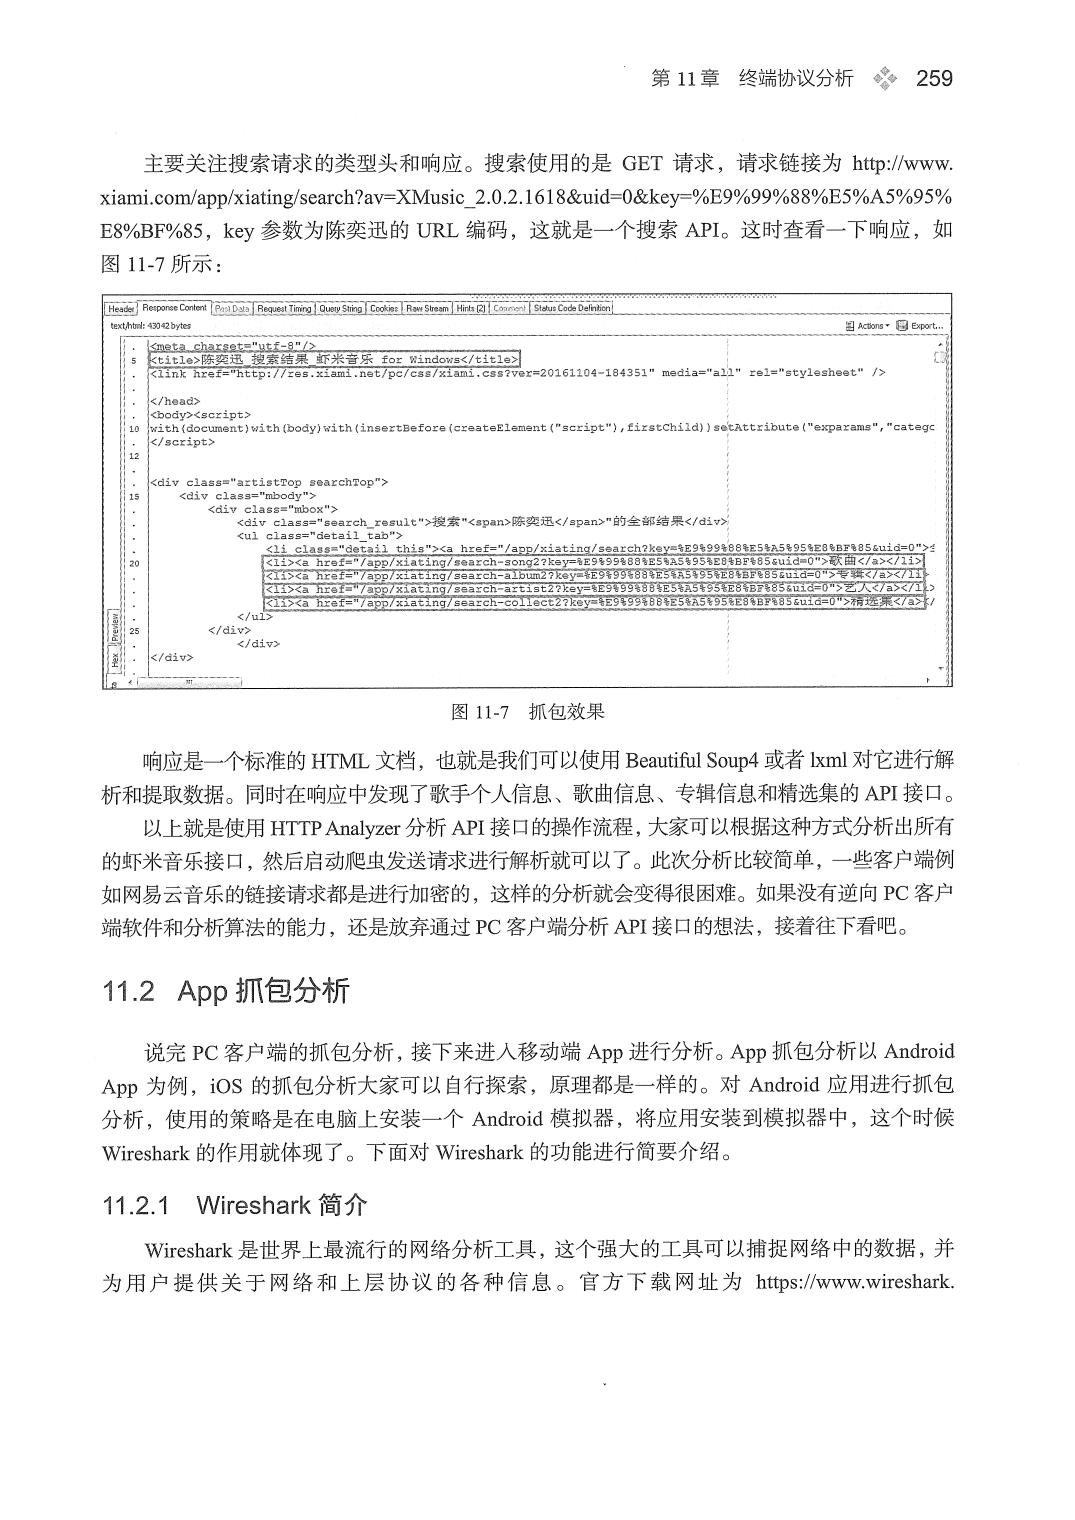 第 11 章 终端协议分析 259
主要关注搜索请求的类型头和响应。搜索使用的是 GET 请求，请求链接为 http://www.
xiami.com/app/xiating/search?av=XMusic_2.0.2.1618&uid=0&key=%E9%99%88%E5%A5%95%
E8%BF%85，key 参数为陈奕迅的 URL 编码，这就是一个搜索 API。这时查看一下响应，如
图 11-7 所示：
Header Response Content Post Data Request Timing Query String Cookies Raw Stream Hints (2) Comment Status Code Definition
text/html: 43042 bytes Actions Export...
<meta charset="utf-8"/>
5 <title>陈奕迅_搜索结果_虾米音乐 for Windows</title>
<link href="http://res.xiami.net/pc/css/xiami.css?ver=20161104-184351" media="all" rel="stylesheet" />
</head>
<body><script>
10 with(document)with(body)with(insertBefore(createElement("script"),firstChild))setAttribute("exparams","catego
</script>
12
<div class="artistTop searchTop">
15 <div class="mbody">
<div class="mbox">
<div class="search_result">搜索"<span>陈奕迅</span>"的全部结果</div>
<ul class="detail_tab">
<li class="detail this"><a href="/app/xiating/search?key=%E9%99%88%E5%A5%95%E8%BF%85&uid=0">
20 <li><a href="/app/xiating/search-song2?key=%E9%99%88%E5%A5%95%E8%BF%85&uid=0">歌曲</a></li>
<li><a href="/app/xiating/search-album2?key=%E9%99%88%E5%A5%95%E8%BF%85&uid=0">专辑</a></li>
<li><a href="/app/xiating/search-artist2?key=%E9%99%88%E5%A5%95%E8%BF%85&uid=0">艺人</a></li>
<li><a href="/app/xiating/search-collect2?key=%E9%99%88%E5%A5%95%E8%BF%85&uid=0">精选集</a></
</ul>
25 </div>
</div>
</div>
Preview
Hex
图 11-7 抓包效果
响应是一个标准的 HTML 文档，也就是我们可以使用 Beautiful Soup4 或者 lxml 对它进行解
析和提取数据。同时在响应中发现了歌手个人信息、歌曲信息、专辑信息和精选集的 API 接口。
以上就是使用 HTTP Analyzer 分析 API 接口的操作流程，大家可以根据这种方式分析出所有
的虾米音乐接口，然后启动爬虫发送请求进行解析就可以了。此次分析比较简单，一些客户端例
如网易云音乐的链接请求都是进行加密的，这样的分析就会变得很困难。如果没有逆向 PC 客户
端软件和分析算法的能力，还是放弃通过 PC 客户端分析 API 接口的想法，接着往下看吧。
11.2 App 抓包分析
说完 PC 客户端的抓包分析，接下来进入移动端 App 进行分析。App 抓包分析以 Android
App 为例，iOS 的抓包分析大家可以自行探索，原理都是一样的。对 Android 应用进行抓包
分析，使用的策略是在电脑上安装一个 Android 模拟器，将应用安装到模拟器中，这个时候
Wireshark 的作用就体现了。下面对 Wireshark 的功能进行简要介绍。
11.2.1 Wireshark 简介
Wireshark 是世界上最流行的网络分析工具，这个强大的工具可以捕捉网络中的数据，并
为用户提供关于网络和上层协议的各种信息。官方下载网址为 https://www.wireshark.